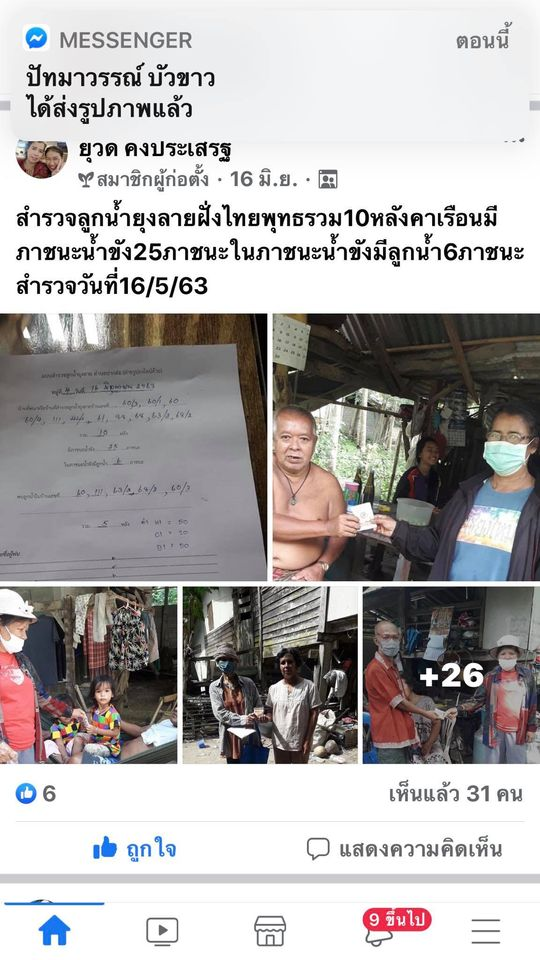 MESSENGER
ตอนนี้
ปัทมาวรรณ์ บัวขาว
ได้ส่งรูปภาพแล้ว
ยุวด คงประเสรฐ
สมาชิกผู้ก่อตั้ง · 16 มิ.ย. ·
สำรวจลูกน้ำยุงลายฝั่งไทยพุทธรวม10หลังคาเรือนมี
ภาชนะน้ำขัง25ภาชนะในภาชนะน้ำขังมีลูกน้ำ6ภาชนะ
สำรวจวันที่16/5/63
+26
6
เห็นแล้ว 31 คน
ถูกใจ
แสดงความคิดเห็น
9 ขึ้นไป